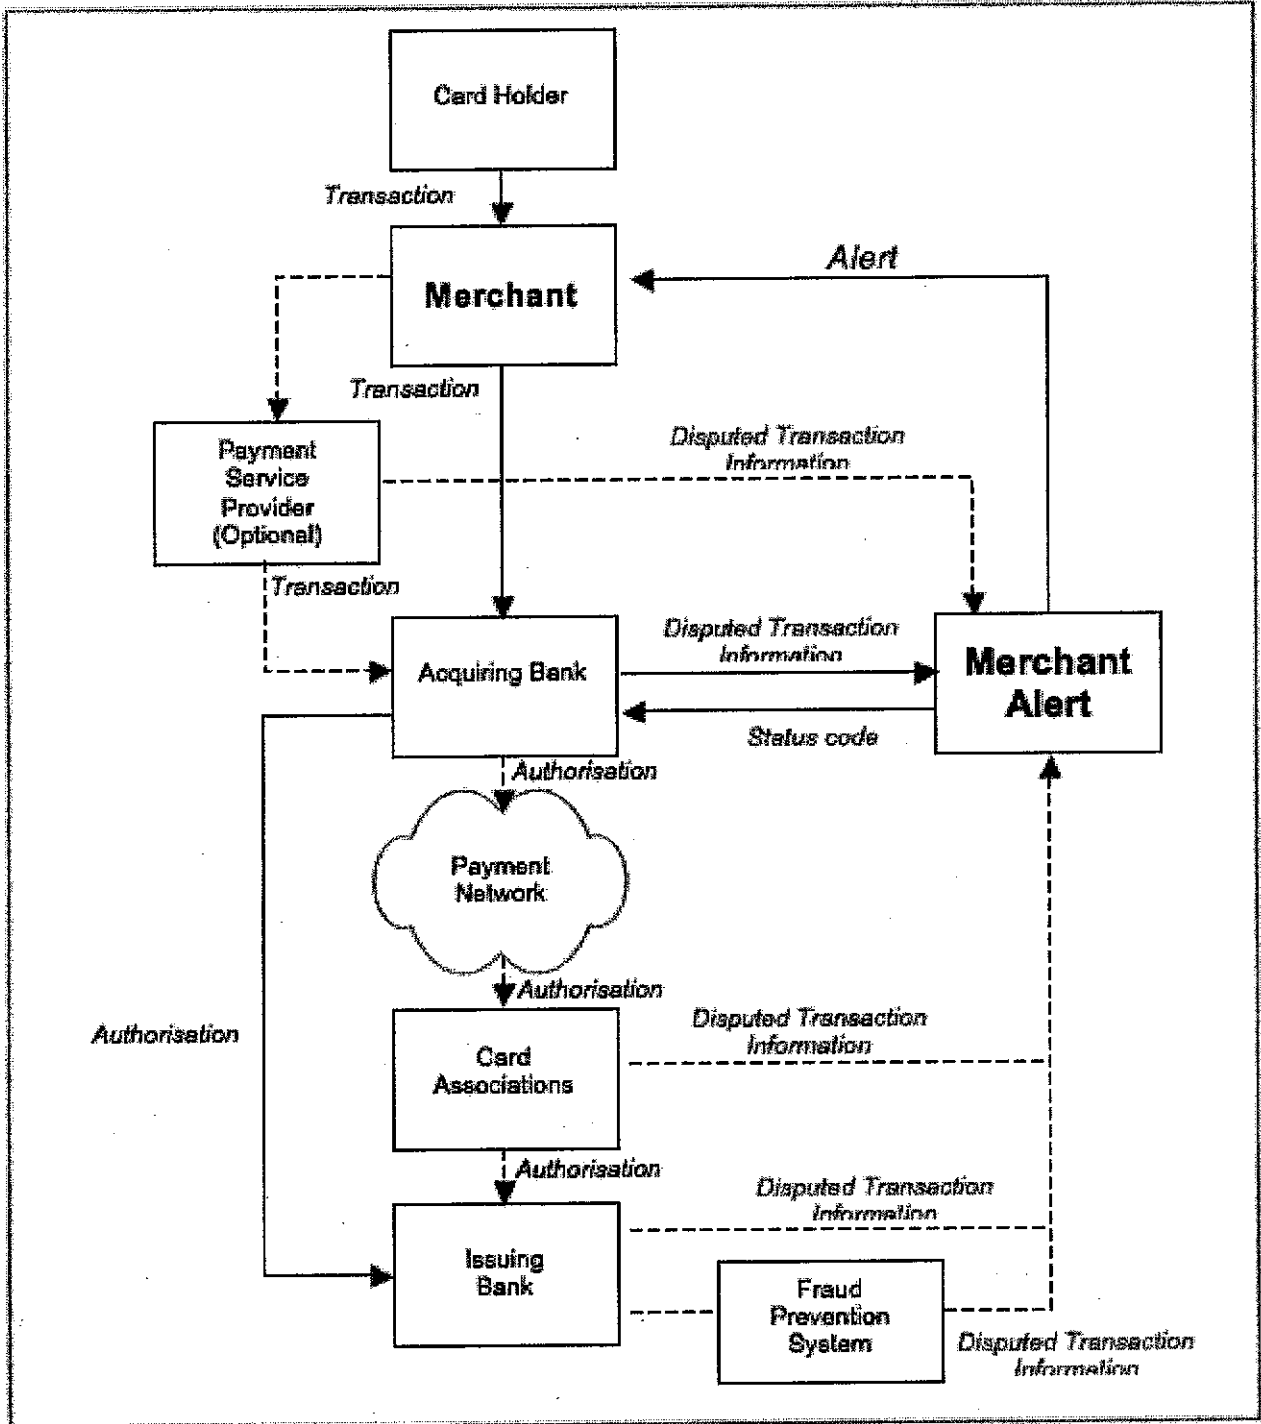 Card Holder
Transaction
Merchant
Alert
Transaction
Payment
Service
Provider
(Optional)
Disputed Transaction
Information
Transaction
Acquiring Bank
Disputed Transaction
Information
Merchant
Alert
Status code
Authorisation
Payment
Network
Authorisation
Authorisation
Card
Associations
Disputed Transaction
Information
Authorisation
Issuing
Bank
Disputed Transaction
Information
Fraud
Prevention
System
Disputed Transaction
Information